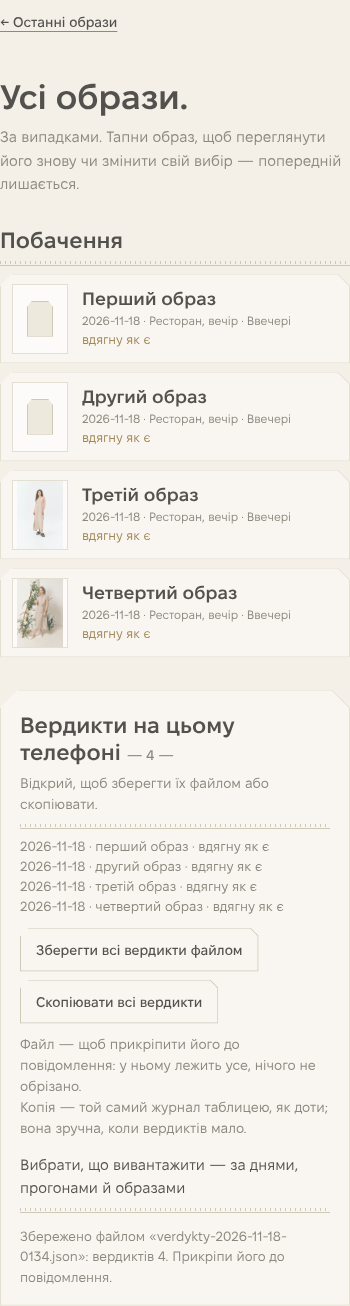 ← Останні образи
Усі образи.
За випадками. Тапни образ, щоб переглянути
його знову чи змінити свій вибір — попередній
лишається.
Побачення
Перший образ
2026-11-18 · Ресторан, вечір · Ввечері
вдягну як є
Другий образ
2026-11-18 · Ресторан, вечір · Ввечері
вдягну як є
Третій образ
2026-11-18 · Ресторан, вечір · Ввечері
вдягну як є
Четвертий образ
2026-11-18 · Ресторан, вечір · Ввечері
вдягну як є
Вердикти на цьому
телефоні — 4 —
Відкрий, щоб зберегти їх файлом або
скопіювати.
2026-11-18 · перший образ · вдягну як є
2026-11-18 · другий образ · вдягну як є
2026-11-18 · третій образ · вдягну як є
2026-11-18 · четвертий образ · вдягну як є
Зберегти всі вердикти файлом
Скопіювати всі вердикти
Файл — щоб прикріпити його до
повідомлення: у ньому лежить усе, нічого не
обрізано.
Копія — той самий журнал таблицею, як доти;
вона зручна, коли вердиктів мало.
Вибрати, що вивантажити — за днями,
прогонами й образами
Збережено файлом «verdykty-2026-11-18-
0134.json»: вердиктів 4. Прикріпи його до
повідомлення.